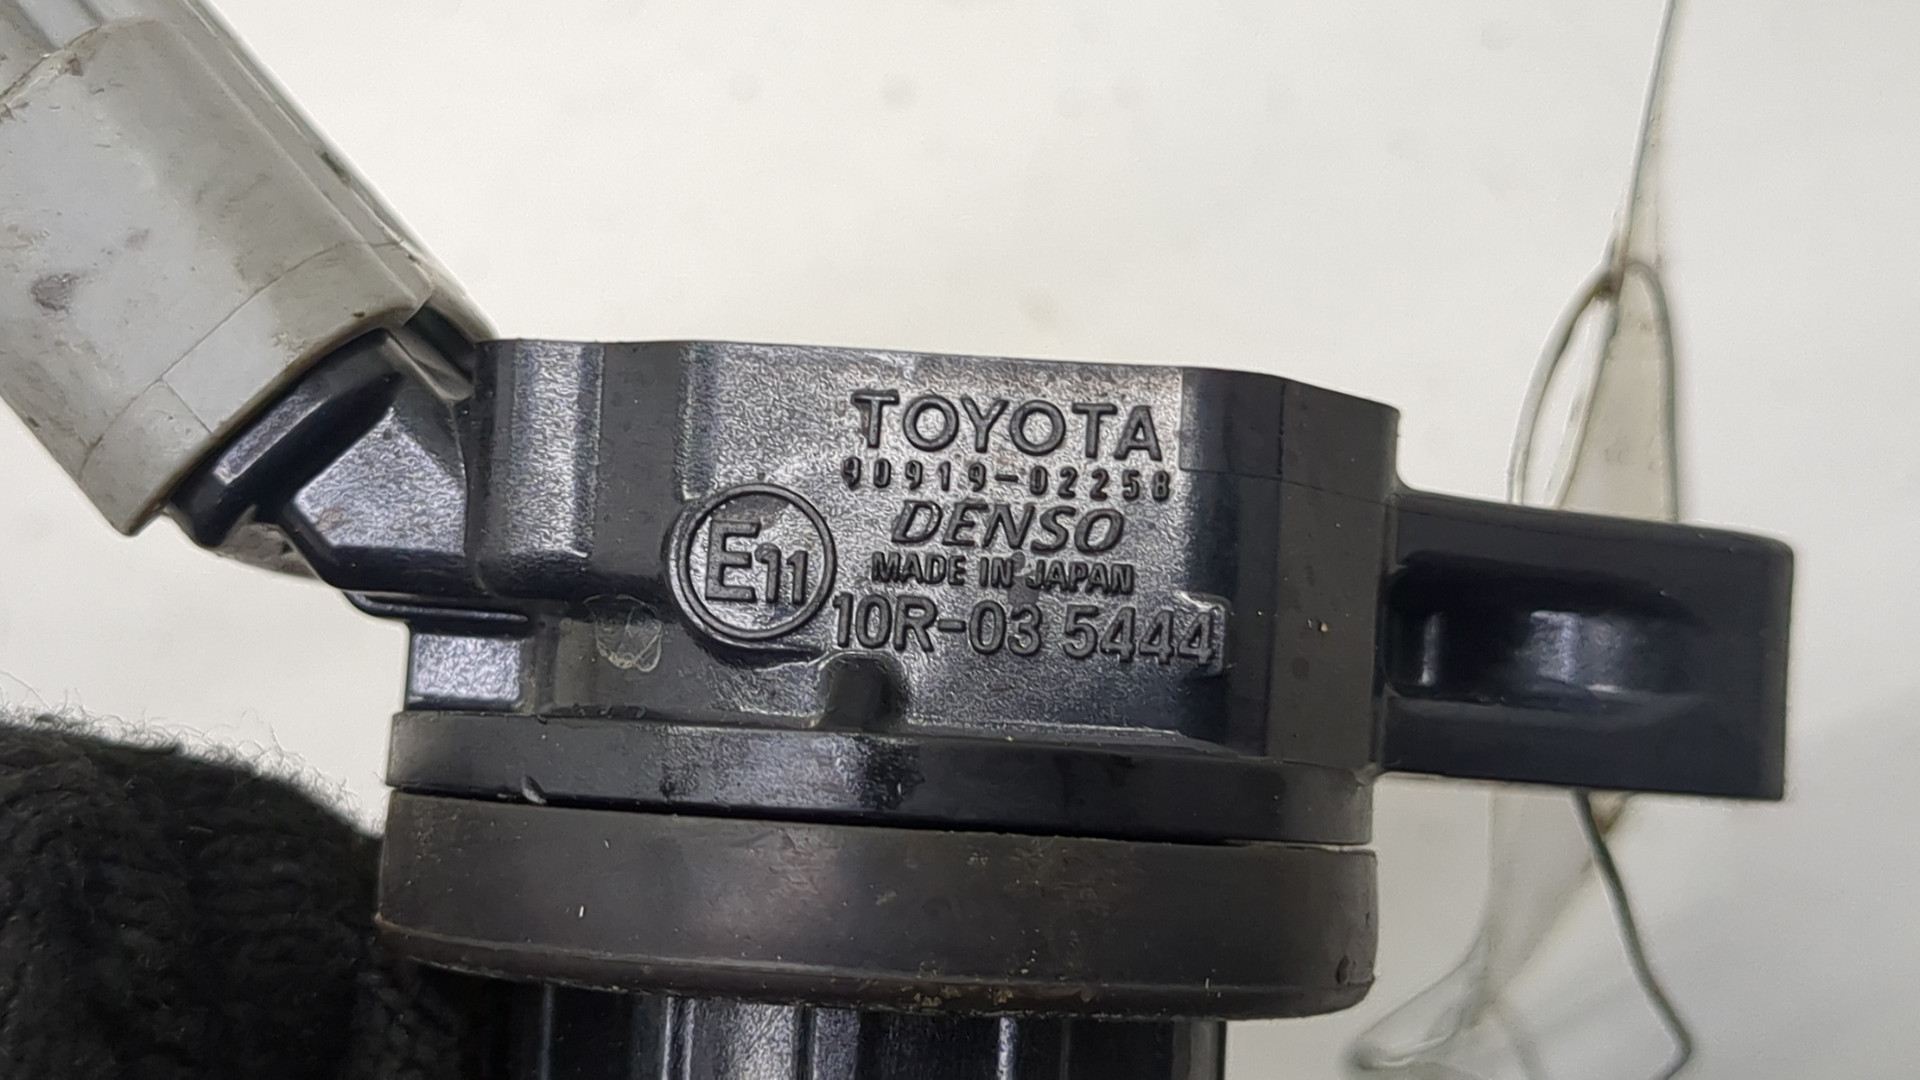 TOYOTA
90919-02258
DENSO
MADE IN JAPAN
E11
10R-03 5444